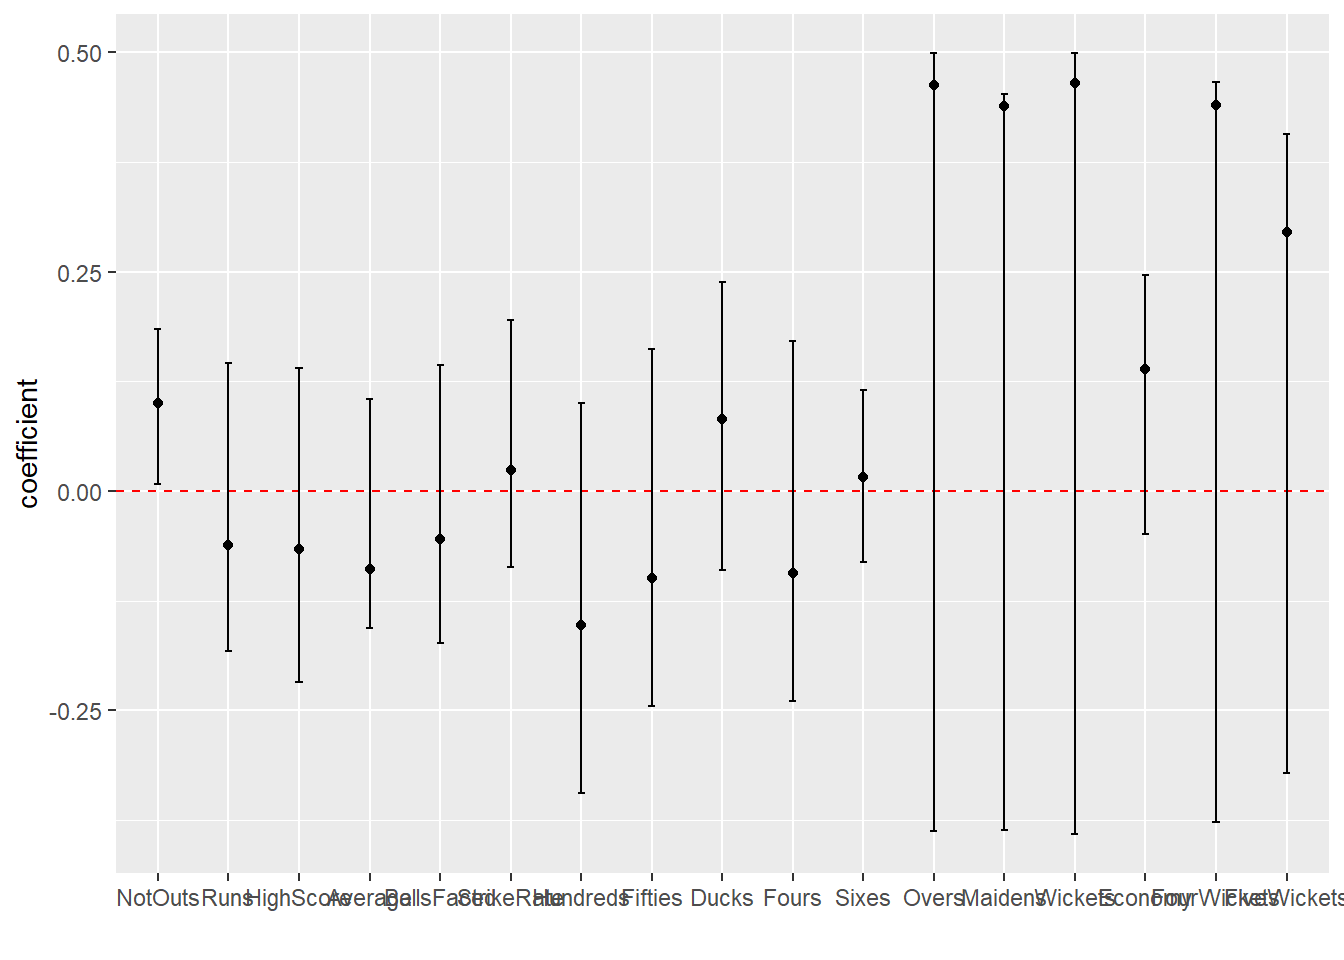 0.50
0.25
0.00
-0.25
coefficient
NotOuts Runs HighScore Average BallsFaced StrikeRate Hundreds Fifties Ducks Fours Sixes Overs Maidens Wickets Economy FourWickets FiveWickets